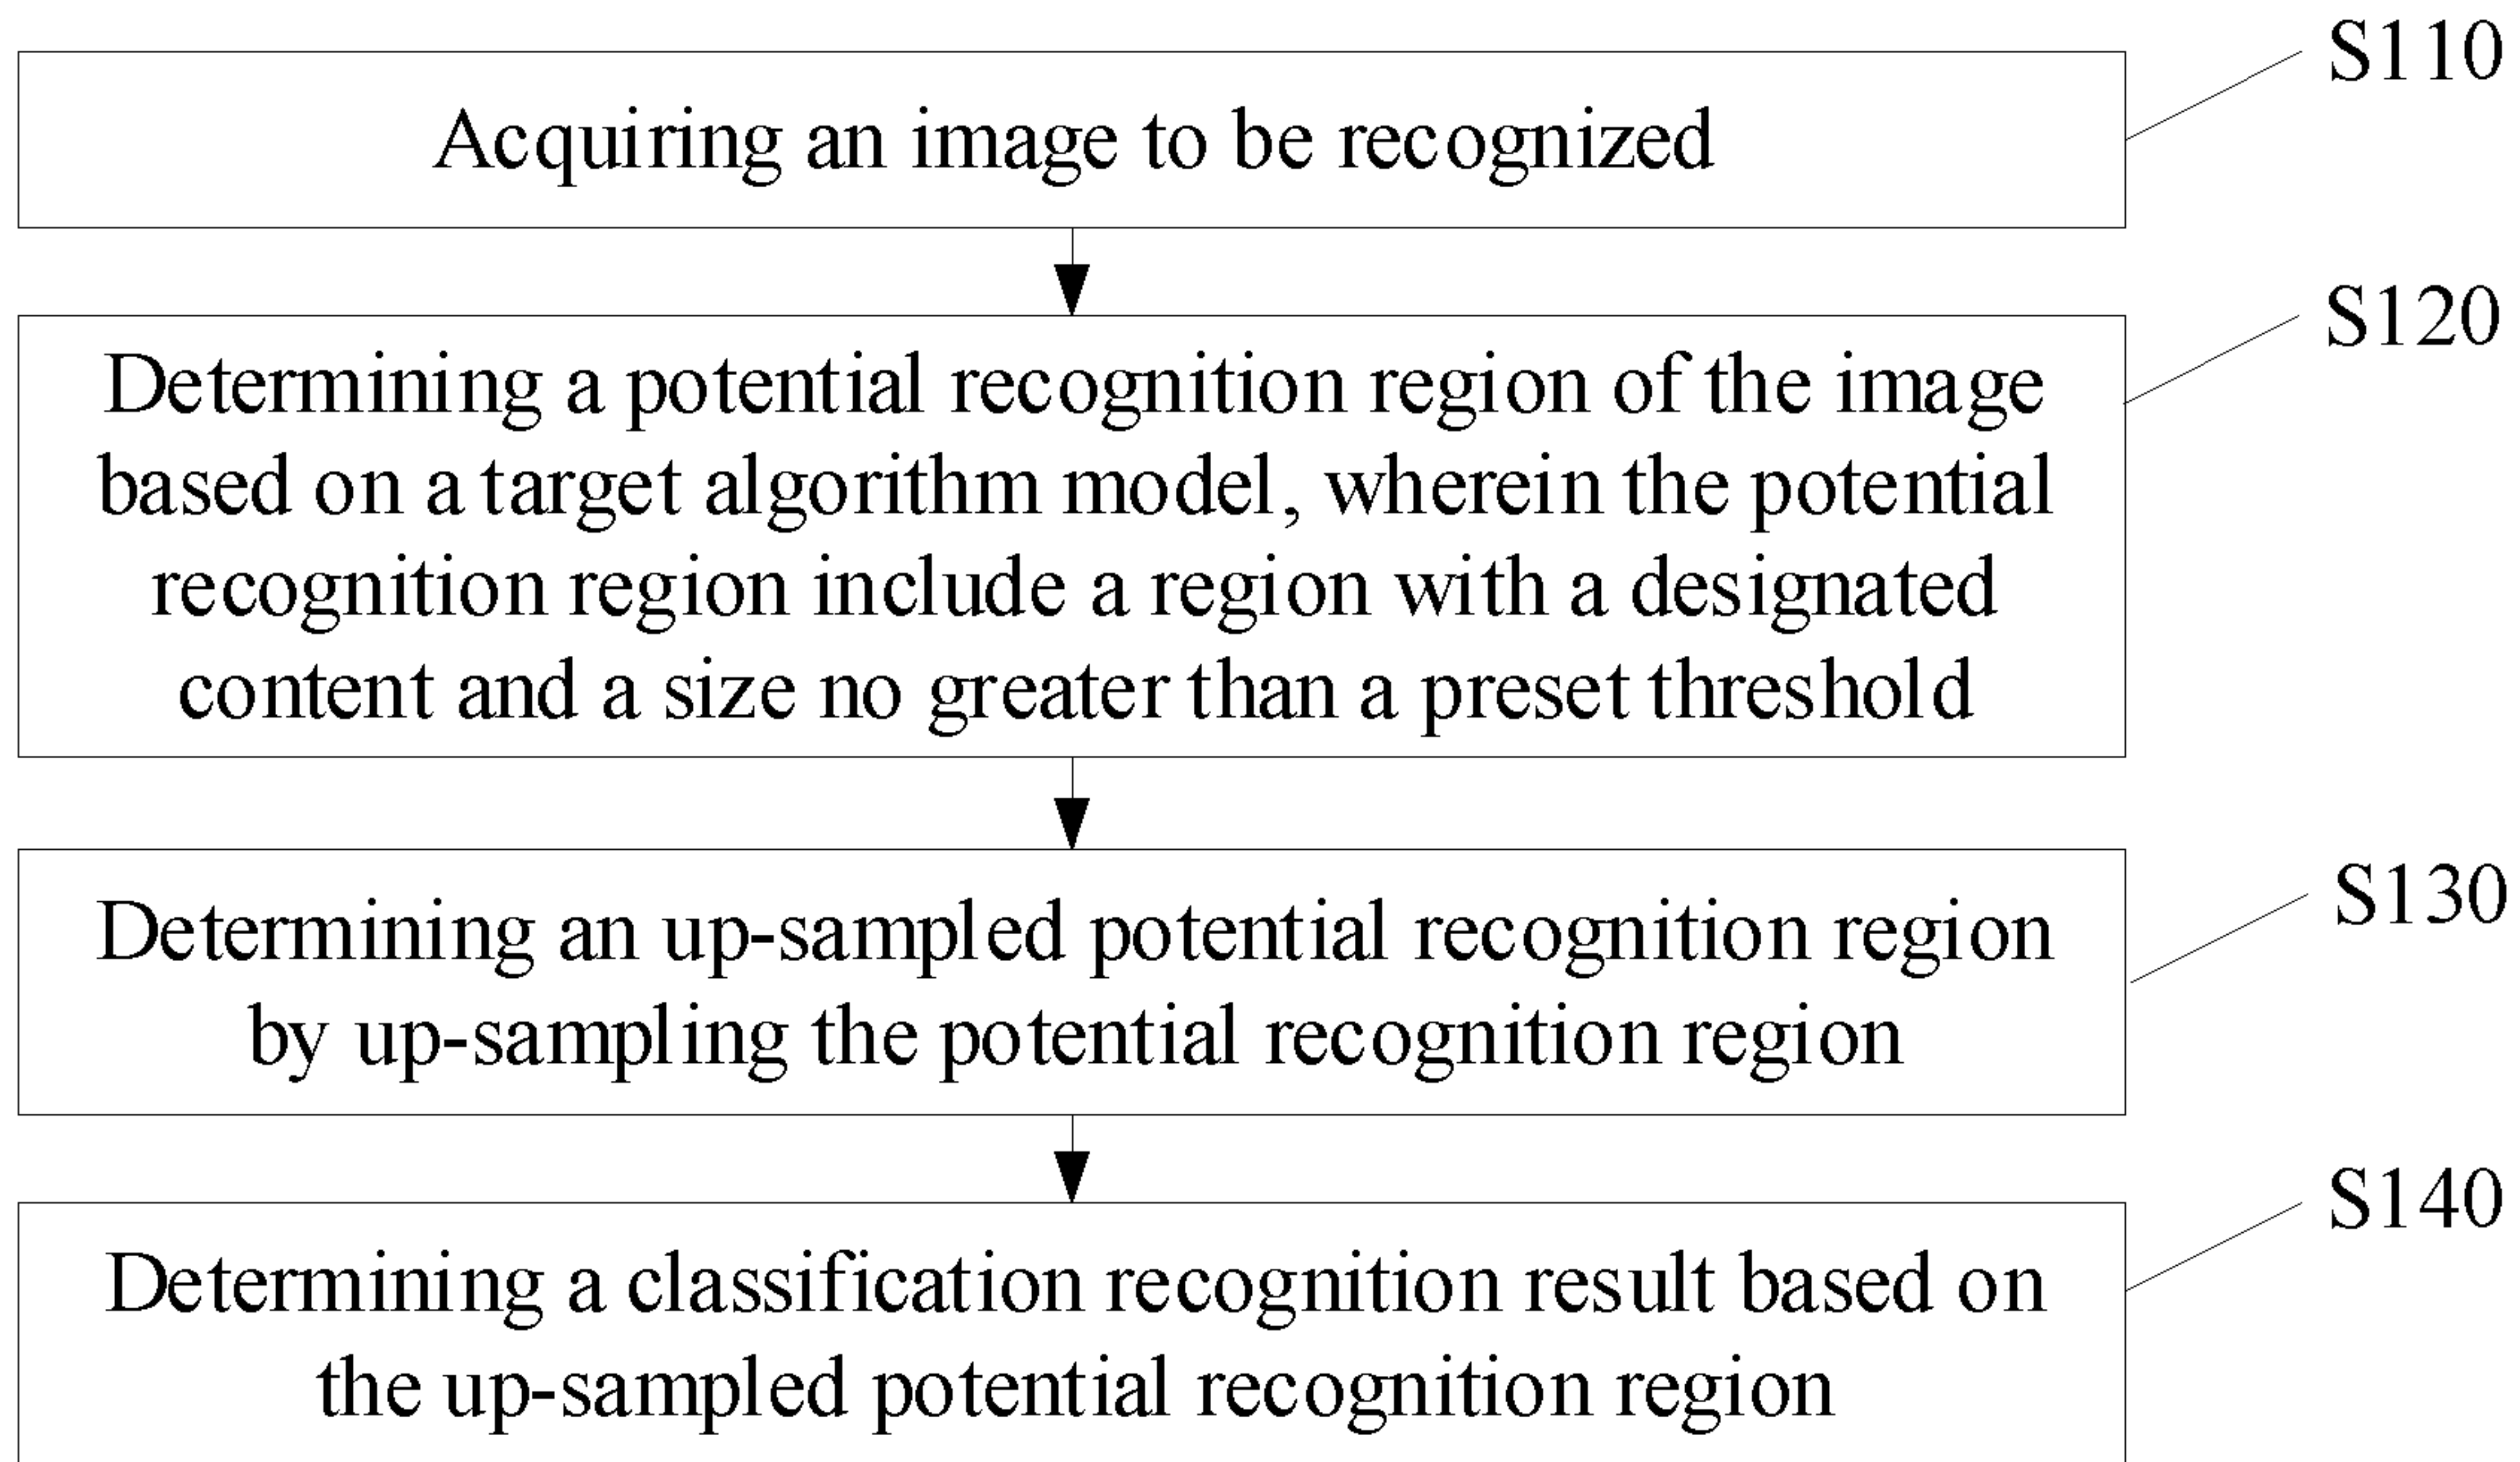 S110
Acquiring an image to be recognized
S120
Determining a potential recognition region of the image
based on a target algorithm model, wherein the potential
recognition region include a region with a designated
content and a size no greater than a preset threshold
S130
Determining an up-sampled potential recognition region
by up-sampling the potential recognition region
S140
Determining a classification recognition result based on
the up-sampled potential recognition region